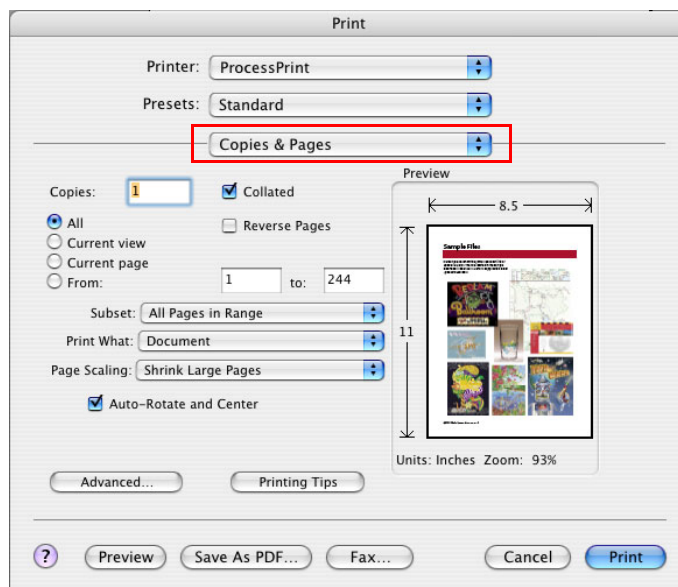 Print
Printer: ProcessPrint
Presets: Standard
Copies & Pages
Copies: 1 Collated
All Reverse Pages
Current view
Current page
From: 1 to: 244
Subset: All Pages in Range
Print What: Document
Page Scaling: Shrink Large Pages
Auto-Rotate and Center
Preview
8.5
11
Sample Files
Units: Inches Zoom: 93%
Advanced... Printing Tips
? Preview Save As PDF... Fax... Cancel Print